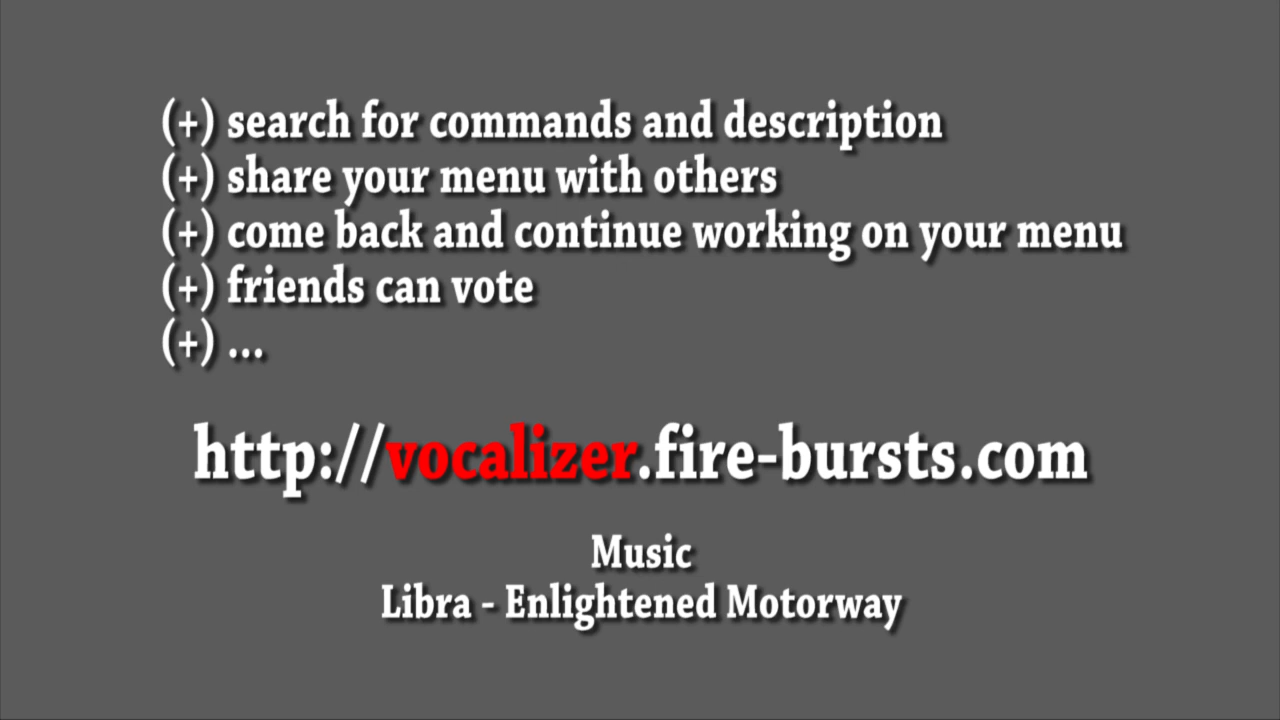 (+) search for commands and description
(+) share your menu with others
(+) come back and continue working on your menu
(+) friends can vote
(+) ...
http://vocalizer.fire-bursts.com
Music
Libra - Enlightened Motorway